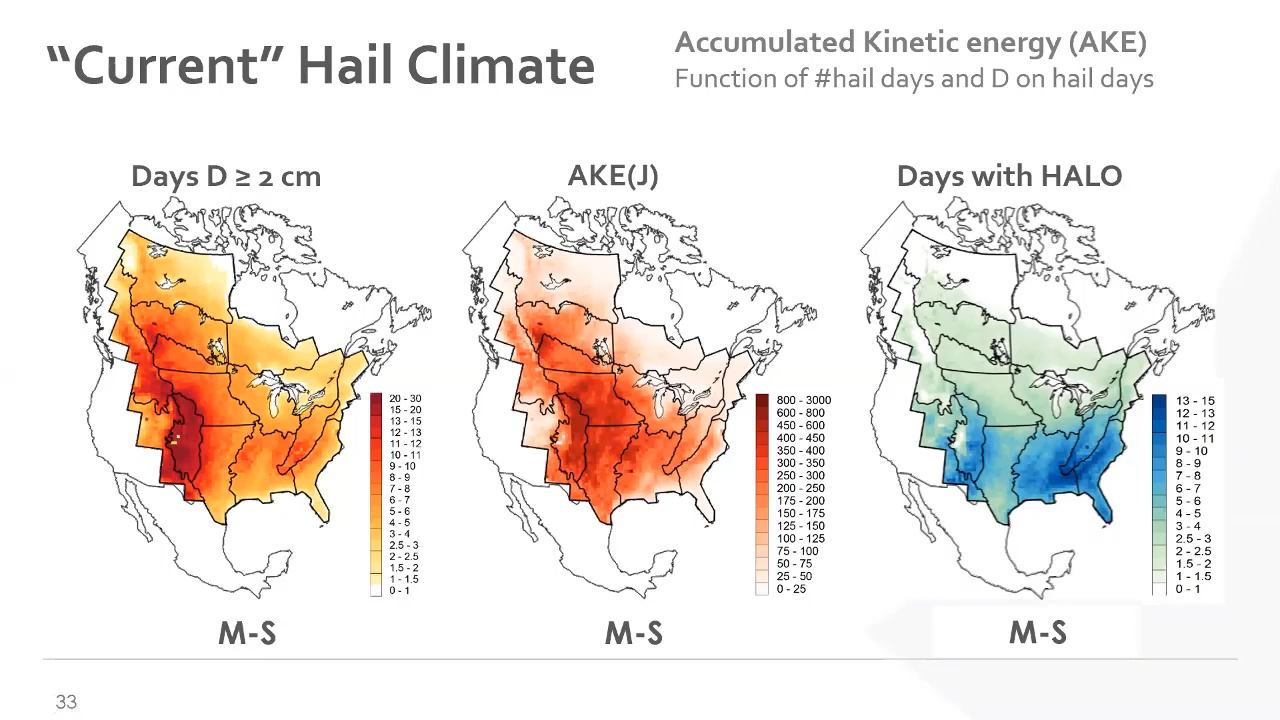 “Current” Hail Climate
Accumulated Kinetic energy (AKE)
Function of #hail days and D on hail days
Days D ≥ 2 cm
20 - 30
15 - 20
13 - 15
12 - 13
11 - 12
10 - 11
9 - 10
8 - 9
7 - 8
6 - 7
5 - 6
4 - 5
3 - 4
2.5 - 3
2 - 2.5
1.5 - 2
1 - 1.5
0 - 1
M-S
AKE(J)
800 - 3000
600 - 800
450 - 600
400 - 450
350 - 400
300 - 350
250 - 300
200 - 250
175 - 200
150 - 175
125 - 150
100 - 125
75 - 100
50 - 75
25 - 50
0 - 25
M-S
Days with HALO
13 - 15
12 - 13
11 - 12
10 - 11
9 - 10
8 - 9
7 - 8
6 - 7
5 - 6
4 - 5
3 - 4
2.5 - 3
2 - 2.5
1.5 - 2
1 - 1.5
0 - 1
M-S
33